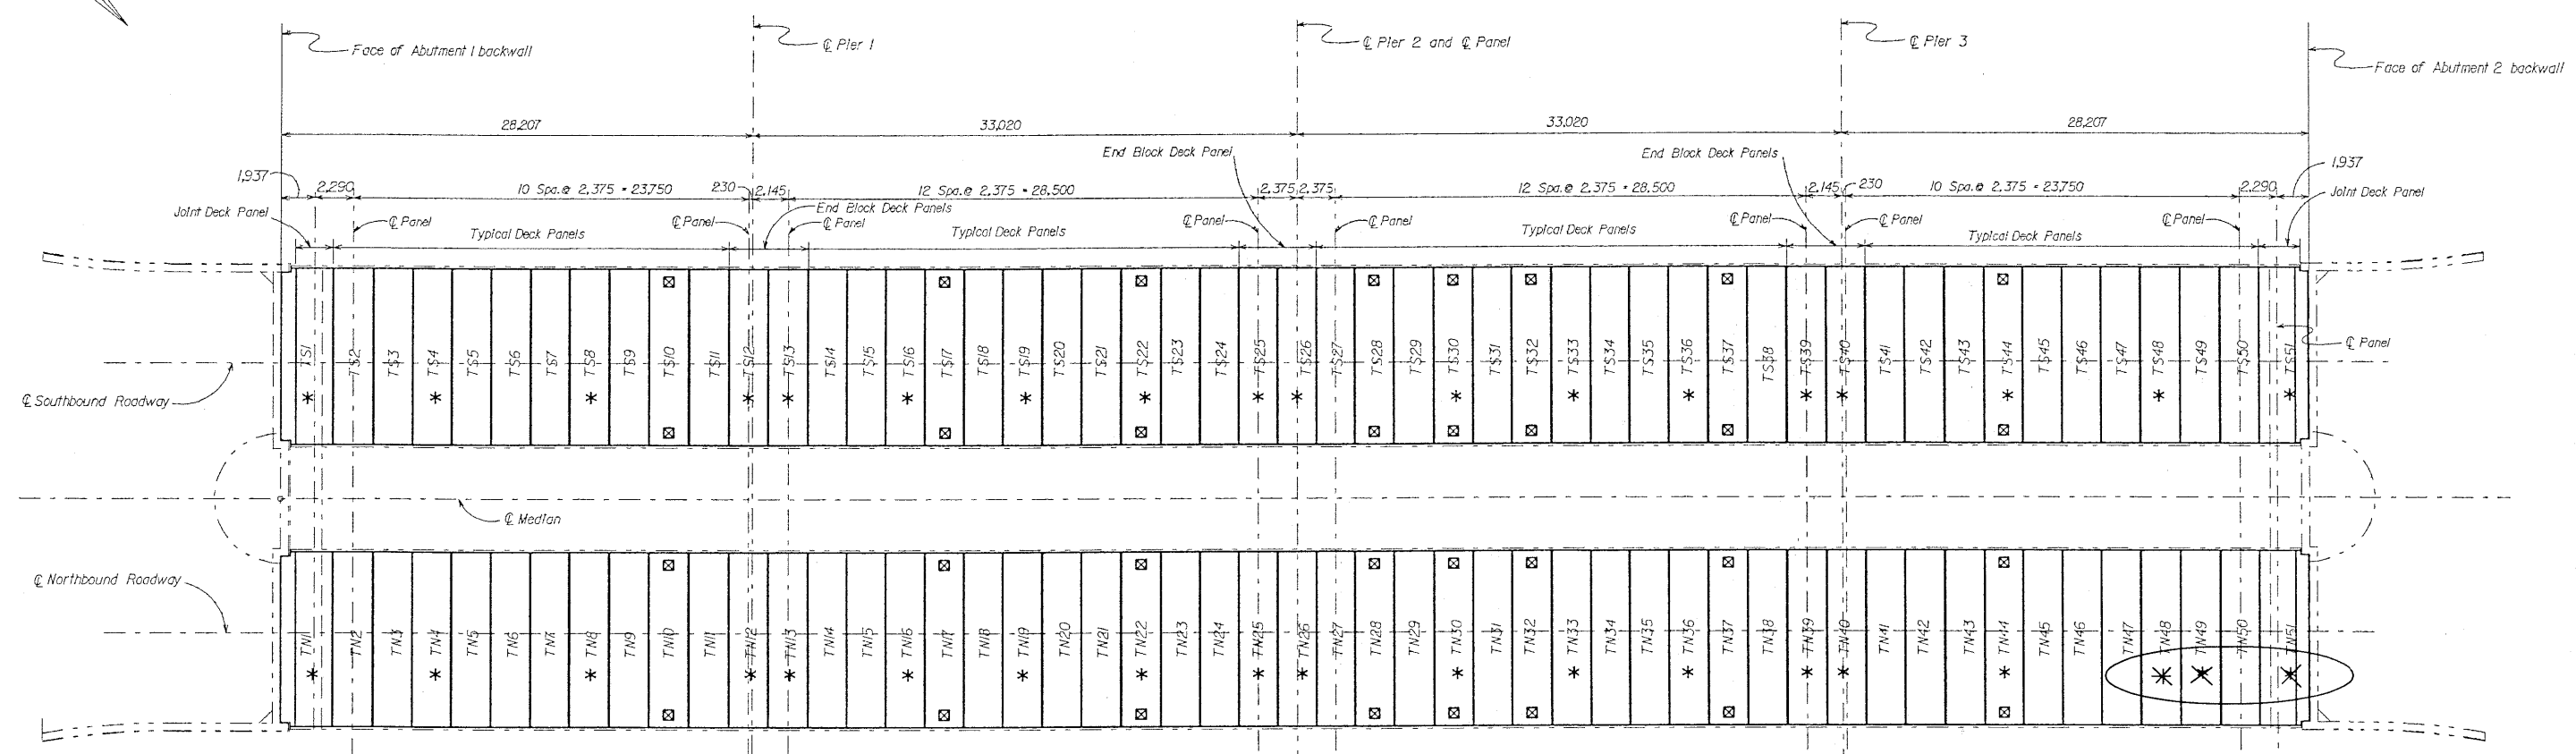 Face of Abutment 1 backwall
℄ Pier 1
℄ Pier 2 and ℄ Panel
℄ Pier 3
Face of Abutment 2 backwall
28,207
33,020
33,020
28,207
End Block Deck Panel
End Block Deck Panels
1,937
2,290
10 Spa.@ 2,375 = 23,750
230
2,145
12 Spa.@ 2,375 = 28,500
2,375
2,375
12 Spa.@ 2,375 = 28,500
2,145
230
10 Spa.@ 2,375 = 23,750
2,290
1,937
Joint Deck Panel
℄ Panel
Typical Deck Panels
℄ Panel
End Block Deck Panels
℄ Panel
Typical Deck Panels
℄ Panel
℄ Panel
Typical Deck Panels
℄ Panel
℄ Panel
Typical Deck Panels
℄ Panel
Joint Deck Panel
TS1
TS2
TS3
TS4
TS5
TS6
TS7
TS8
TS9
TS10
TS11
TS12
TS13
TS14
TS15
TS16
TS17
TS18
TS19
TS20
TS21
TS22
TS23
TS24
TS25
TS26
TS27
TS28
TS29
TS30
TS31
TS32
TS33
TS34
TS35
TS36
TS37
TS38
TS39
TS40
TS41
TS42
TS43
TS44
TS45
TS46
TS47
TS48
TS49
TS50
TS51
℄ Panel
℄ Southbound Roadway
℄ Median
℄ Northbound Roadway
TN1
TN2
TN3
TN4
TN5
TN6
TN7
TN8
TN9
TN10
TN11
TN12
TN13
TN14
TN15
TN16
TN17
TN18
TN19
TN20
TN21
TN22
TN23
TN24
TN25
TN26
TN27
TN28
TN29
TN30
TN31
TN32
TN33
TN34
TN35
TN36
TN37
TN38
TN39
TN40
TN41
TN42
TN43
TN44
TN45
TN46
TN47
TN48
TN49
TN50
TN51